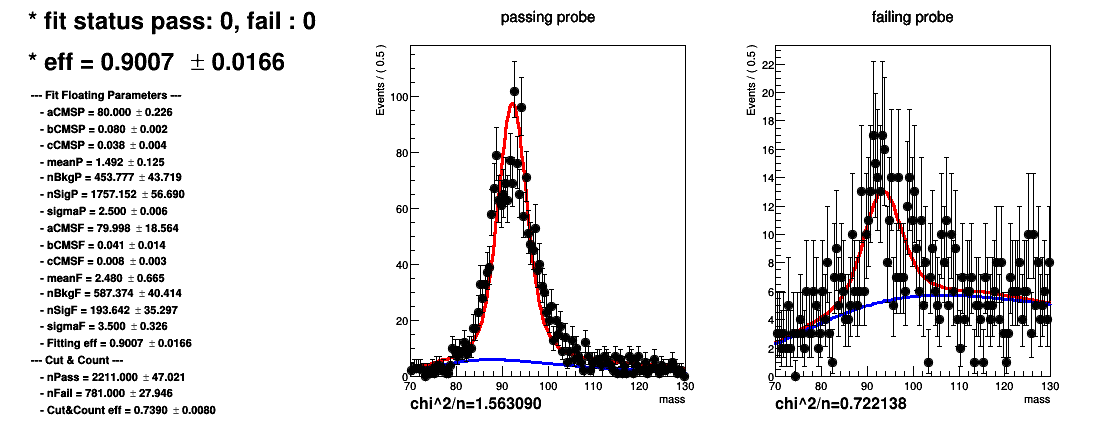 * fit status pass: 0, fail : 0
* eff = 0.9007 ± 0.0166
--- Fit Floating Parameters ---
- aCMSP = 80.000 ± 0.226
- bCMSP = 0.080 ± 0.002
- cCMSP = 0.038 ± 0.004
- meanP = 1.492 ± 0.125
- nBkgP = 453.777 ± 43.719
- nSigP = 1757.152 ± 56.690
- sigmaP = 2.500 ± 0.006
- aCMSF = 79.998 ± 18.564
- bCMSF = 0.041 ± 0.014
- cCMSF = 0.008 ± 0.003
- meanF = 2.480 ± 0.665
- nBkgF = 587.374 ± 40.414
- nSigF = 193.642 ± 35.297
- sigmaF = 3.500 ± 0.326
- Fitting eff = 0.9007 ± 0.0166
--- Cut & Count ---
- nPass = 2211.000 ± 47.021
- nFail = 781.000 ± 27.946
- Cut&Count eff = 0.7390 ± 0.0080
passing probe
Events / ( 0.5 )
100
80
60
40
20
0
70 80 90 100 110 120 130
mass
chi^2/n=1.563090
failing probe
Events / ( 0.5 )
22
20
18
16
14
12
10
8
6
4
2
0
70 80 90 100 110 120 130
mass
chi^2/n=0.722138